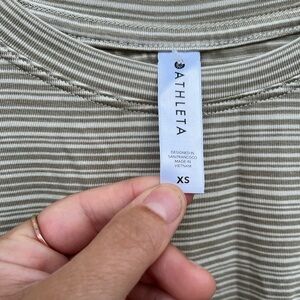 ATHLETA
DESIGNED IN
SAN FRANCISCO
MADE IN
VIETNAM
XS